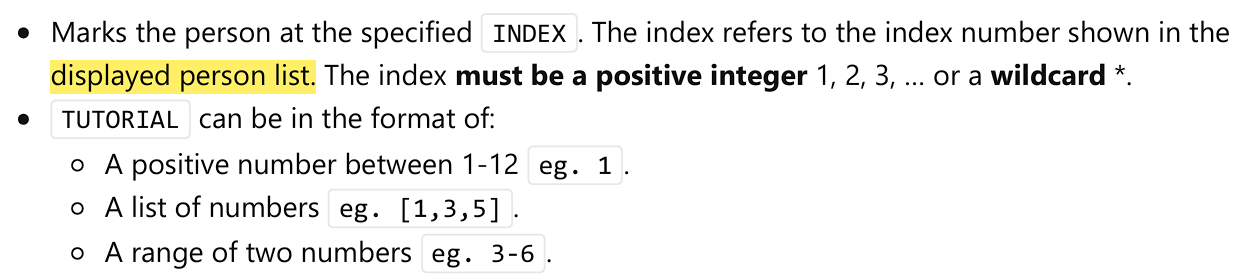 • Marks the person at the specified INDEX . The index refers to the index number shown in the
displayed person list. The index must be a positive integer 1, 2, 3, … or a wildcard *.
• TUTORIAL can be in the format of:
◦ A positive number between 1-12 eg. 1 .
◦ A list of numbers eg. [1,3,5] .
◦ A range of two numbers eg. 3-6 .